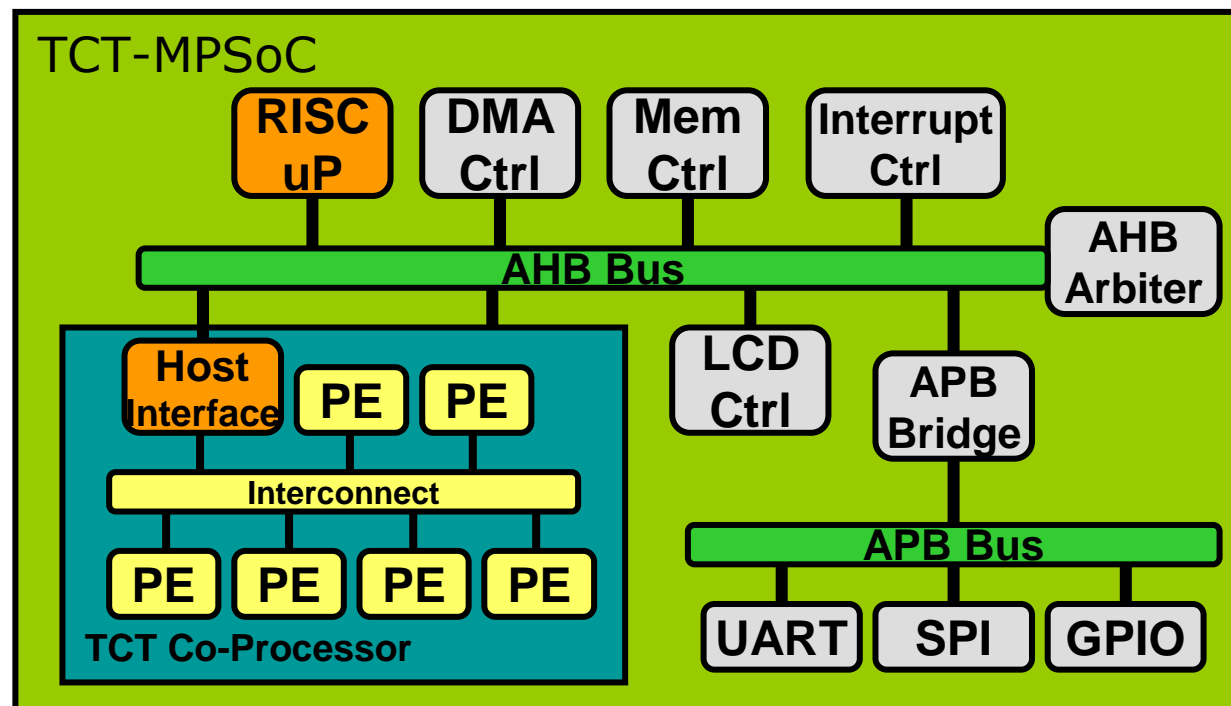 TCT-MPSoC
RISC
uP
DMA
Ctrl
Mem
Ctrl
Interrupt
Ctrl
AHB Bus
AHB
Arbiter
Host
Interface
PE
PE
LCD
Ctrl
APB
Bridge
Interconnect
PE
PE
PE
PE
TCT Co-Processor
APB Bus
UART
SPI
GPIO